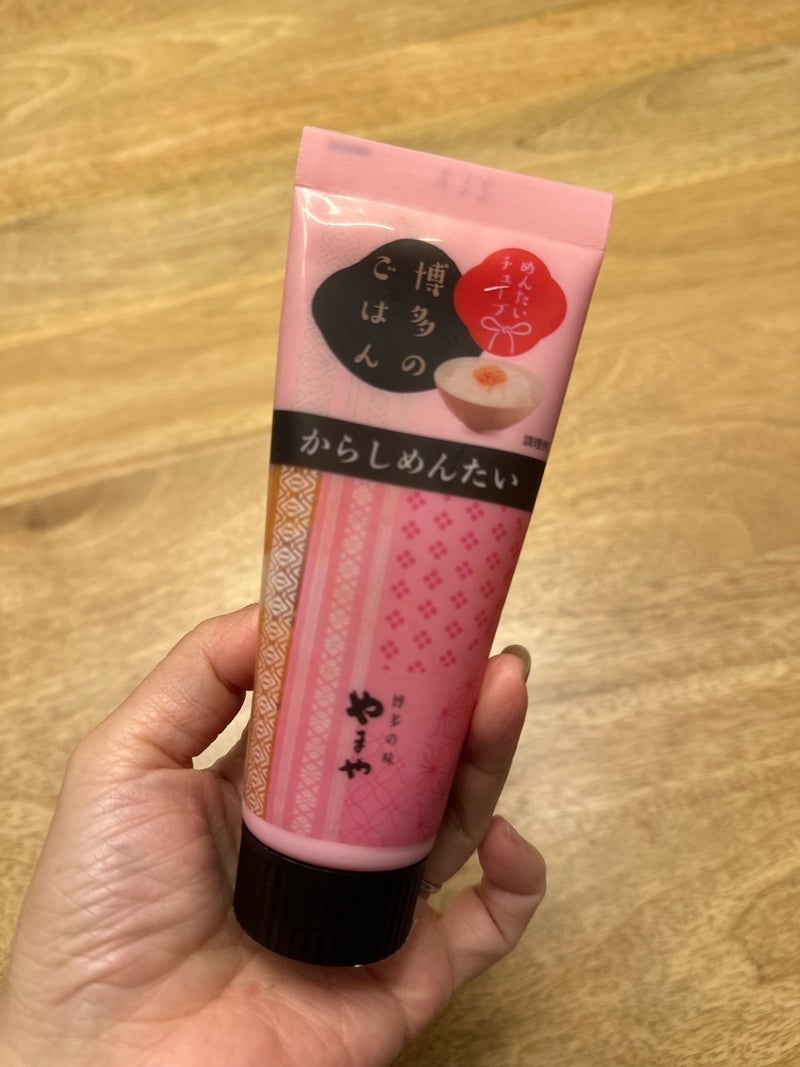 博多の
ごはん
めんたい
チューブ
調理例
からしめんたい
博多の味
やまや